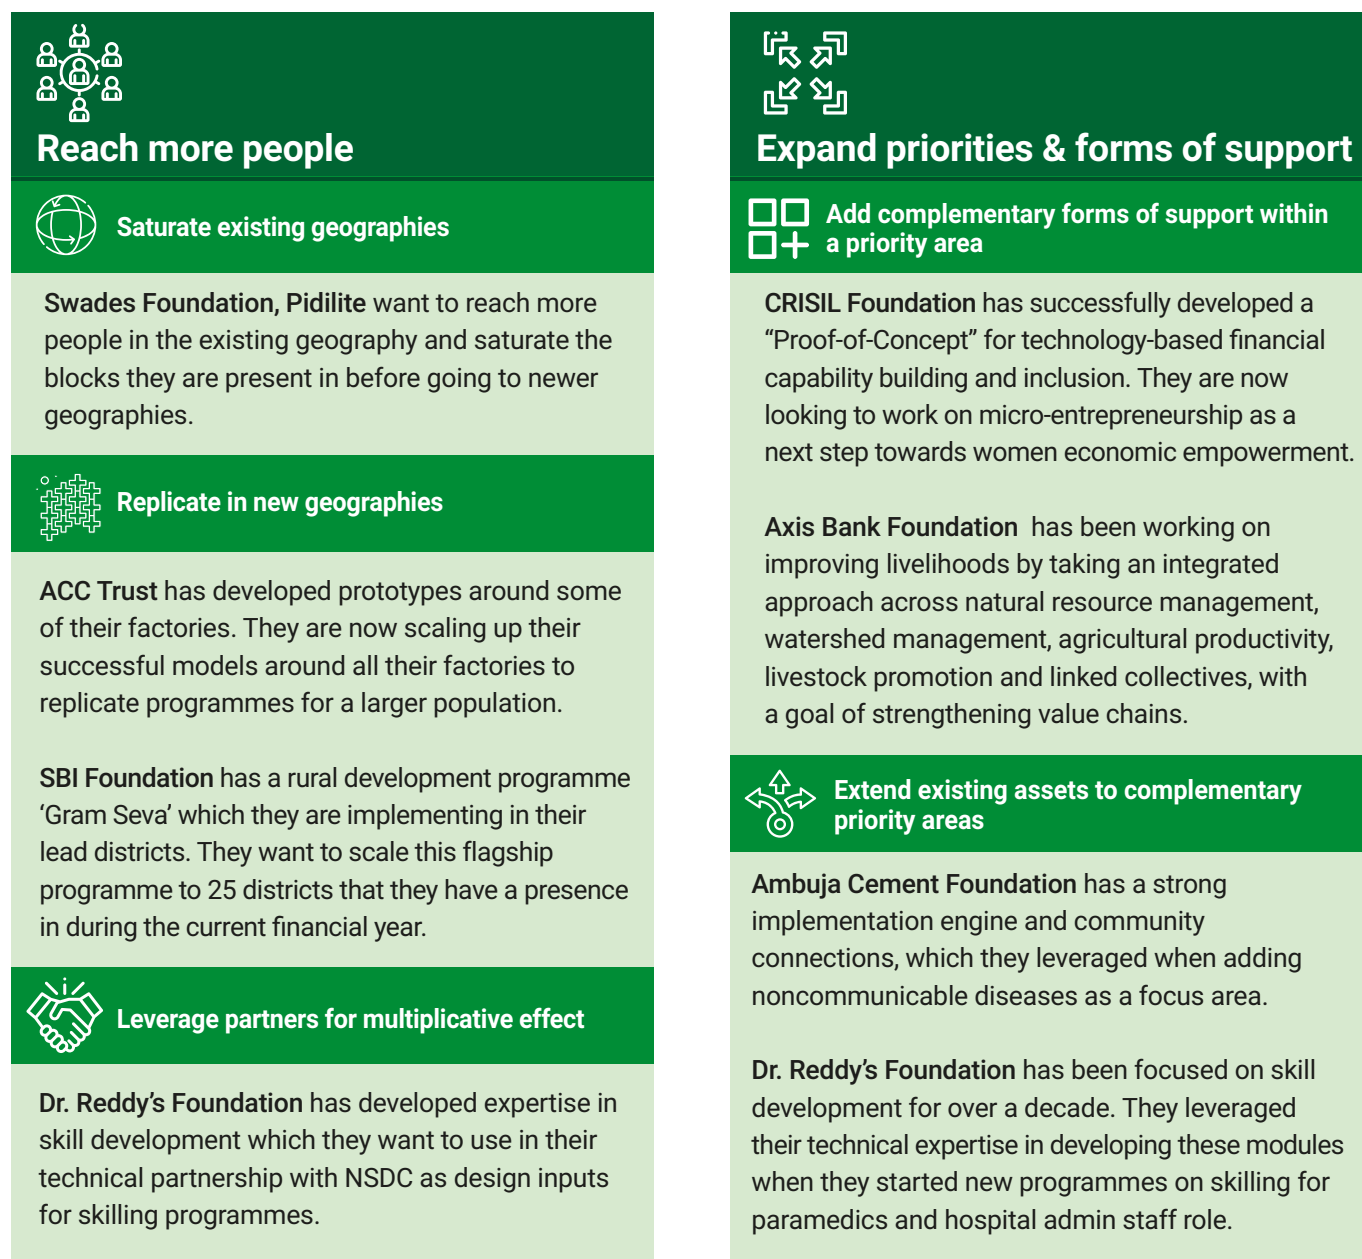 Reach more people
Saturate existing geographies
Swades Foundation, Pidilite want to reach more
people in the existing geography and saturate the
blocks they are present in before going to newer
geographies.
Replicate in new geographies
ACC Trust has developed prototypes around some
of their factories. They are now scaling up their
successful models around all their factories to
replicate programmes for a larger population.
SBI Foundation has a rural development programme
‘Gram Seva’ which they are implementing in their
lead districts. They want to scale this flagship
programme to 25 districts that they have a presence
in during the current financial year.
Leverage partners for multiplicative effect
Dr. Reddy’s Foundation has developed expertise in
skill development which they want to use in their
technical partnership with NSDC as design inputs
for skilling programmes.
Expand priorities & forms of support
Add complementary forms of support within
a priority area
CRISIL Foundation has successfully developed a
“Proof-of-Concept” for technology-based financial
capability building and inclusion. They are now
looking to work on micro-entrepreneurship as a
next step towards women economic empowerment.
Axis Bank Foundation has been working on
improving livelihoods by taking an integrated
approach across natural resource management,
watershed management, agricultural productivity,
livestock promotion and linked collectives, with
a goal of strengthening value chains.
Extend existing assets to complementary
priority areas
Ambuja Cement Foundation has a strong
implementation engine and community
connections, which they leveraged when adding
noncommunicable diseases as a focus area.
Dr. Reddy’s Foundation has been focused on skill
development for over a decade. They leveraged
their technical expertise in developing these modules
when they started new programmes on skilling for
paramedics and hospital admin staff role.